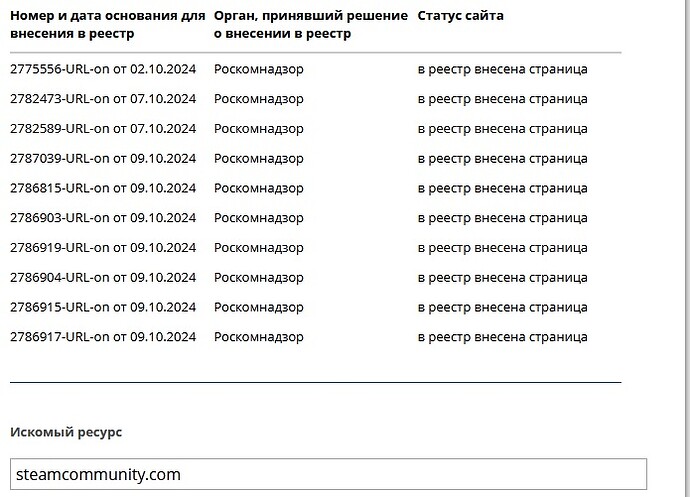 Номер и дата основания для внесения в реестр Орган, принявший решение о внесении в реестр Статус сайта
2775556-URL-on от 02.10.2024 Роскомнадзор в реестр внесена страница
2782473-URL-on от 07.10.2024 Роскомнадзор в реестр внесена страница
2782589-URL-on от 07.10.2024 Роскомнадзор в реестр внесена страница
2787039-URL-on от 09.10.2024 Роскомнадзор в реестр внесена страница
2786815-URL-on от 09.10.2024 Роскомнадзор в реестр внесена страница
2786903-URL-on от 09.10.2024 Роскомнадзор в реестр внесена страница
2786919-URL-on от 09.10.2024 Роскомнадзор в реестр внесена страница
2786904-URL-on от 09.10.2024 Роскомнадзор в реестр внесена страница
2786915-URL-on от 09.10.2024 Роскомнадзор в реестр внесена страница
2786917-URL-on от 09.10.2024 Роскомнадзор в реестр внесена страница
Искомый ресурс
steamcommunity.com